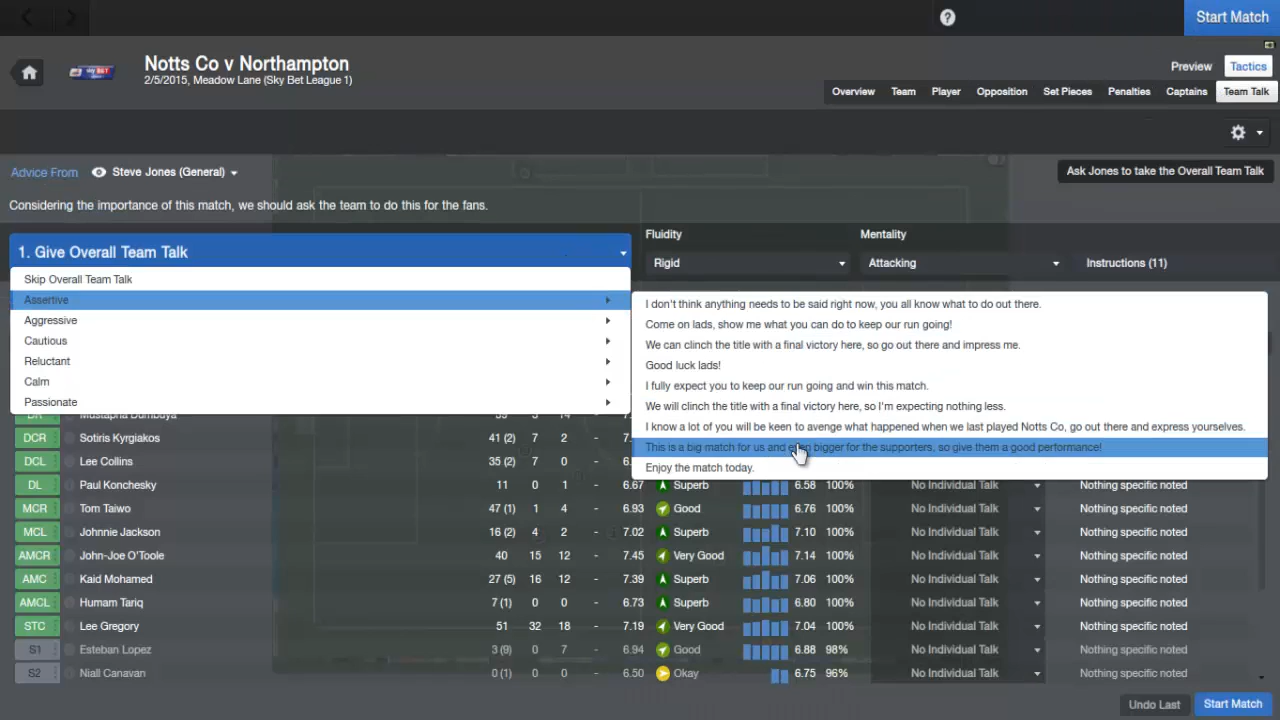 Start Match
Notts Co v Northampton
2/5/2015, Meadow Lane (Sky Bet League 1)
Preview Tactics
Overview Team Player Opposition Set Pieces Penalties Captains Team Talk
Advice From Steve Jones (General)
Ask Jones to take the Overall Team Talk
Considering the importance of this match, we should ask the team to do this for the fans.
1. Give Overall Team Talk
Fluidity Mentality
Rigid Attacking Instructions (11)
Skip Overall Team Talk
Assertive
Aggressive
Cautious
Reluctant
Calm
Passionate
I don't think anything needs to be said right now, you all know what to do out there.
Come on lads, show me what you can do to keep our run going!
We can clinch the title with a final victory here, so go out there and impress me.
Good luck lads!
I fully expect you to keep our run going and win this match.
We will clinch the title with a final victory here, so I'm expecting nothing less.
I know a lot of you will be keen to avenge what happened when we last played Notts Co, go out there and express yourselves.
This is a big match for us and even bigger for the supporters, so give them a good performance!
Enjoy the match today.
DR Mustapha Dumbuya
DCR Sotiris Kyrgiakos 41 (2) 7 2 -
DCL Lee Collins 35 (2) 7 0 -
DL Paul Konchesky 11 0 1 - 6.67 Superb 6.58 100% No Individual Talk Nothing specific noted
MCR Tom Taiwo 47 (1) 1 4 - 6.93 Good 6.76 100% No Individual Talk Nothing specific noted
MCL Johnnie Jackson 16 (2) 4 2 - 7.02 Superb 7.10 100% No Individual Talk Nothing specific noted
AMCR John-Joe O'Toole 40 15 12 - 7.45 Very Good 7.14 100% No Individual Talk Nothing specific noted
AMC Kaid Mohamed 27 (5) 16 12 - 7.39 Superb 7.06 100% No Individual Talk Nothing specific noted
AMCL Humam Tariq 7 (1) 0 0 - 6.73 Superb 6.80 100% No Individual Talk Nothing specific noted
STC Lee Gregory 51 32 18 - 7.19 Very Good 7.04 100% No Individual Talk Nothing specific noted
S1 Esteban Lopez 3 (9) 0 7 - 6.94 Good 6.88 98% No Individual Talk Nothing specific noted
S2 Niall Canavan 0 (1) 0 0 - 6.50 Okay 6.75 96% No Individual Talk Nothing specific noted
Undo Last Start Match